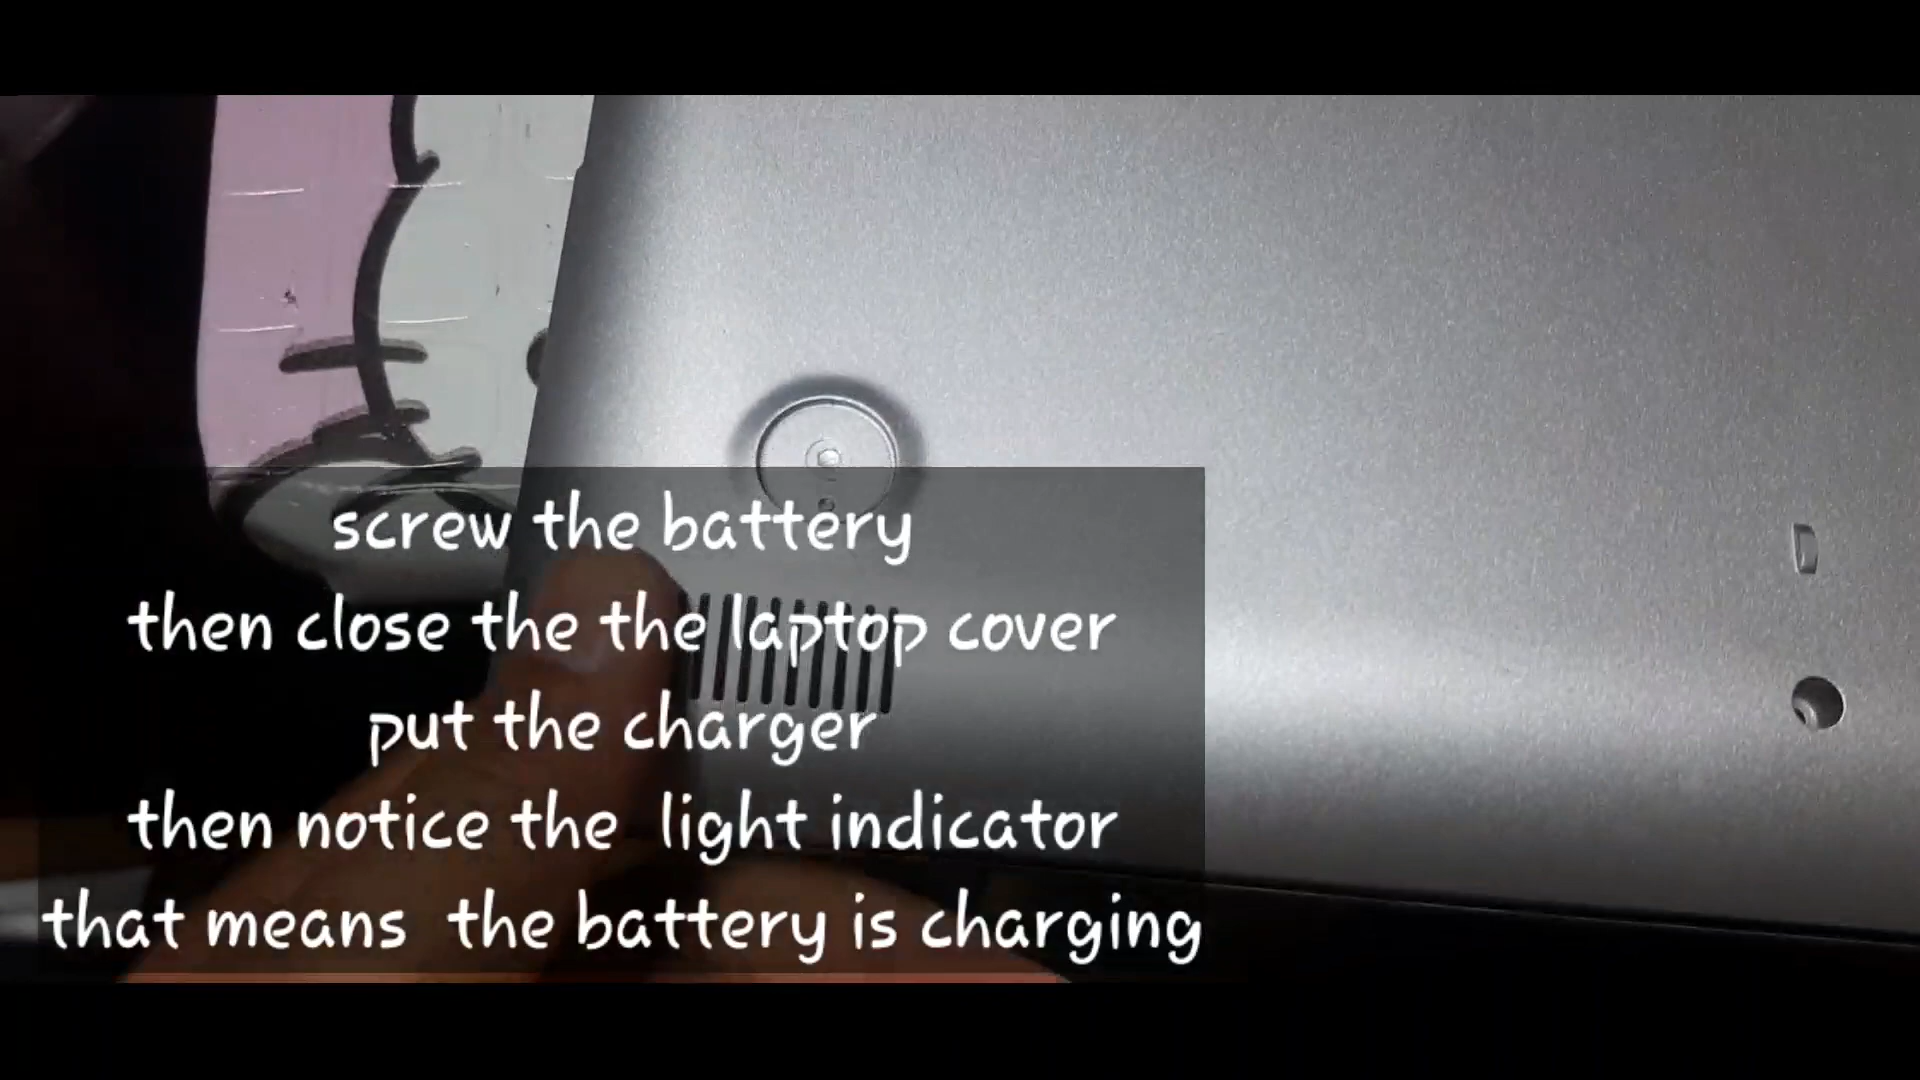 screw the battery
then close the the laptop cover
put the charger
then notice the light indicator
that means the battery is charging